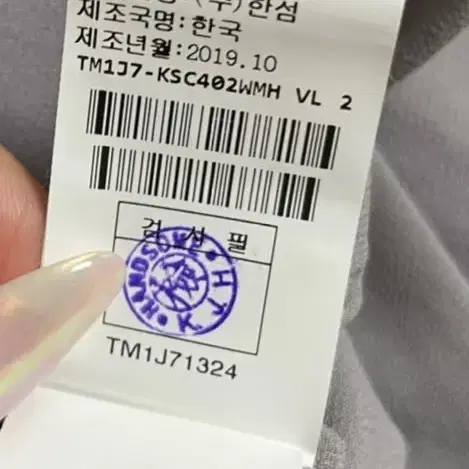 (주)한섬
제조국명:한국
제조년월:2019.10
TM1J7-KSC402WMH VL 2
검 사 필
TM1J71324